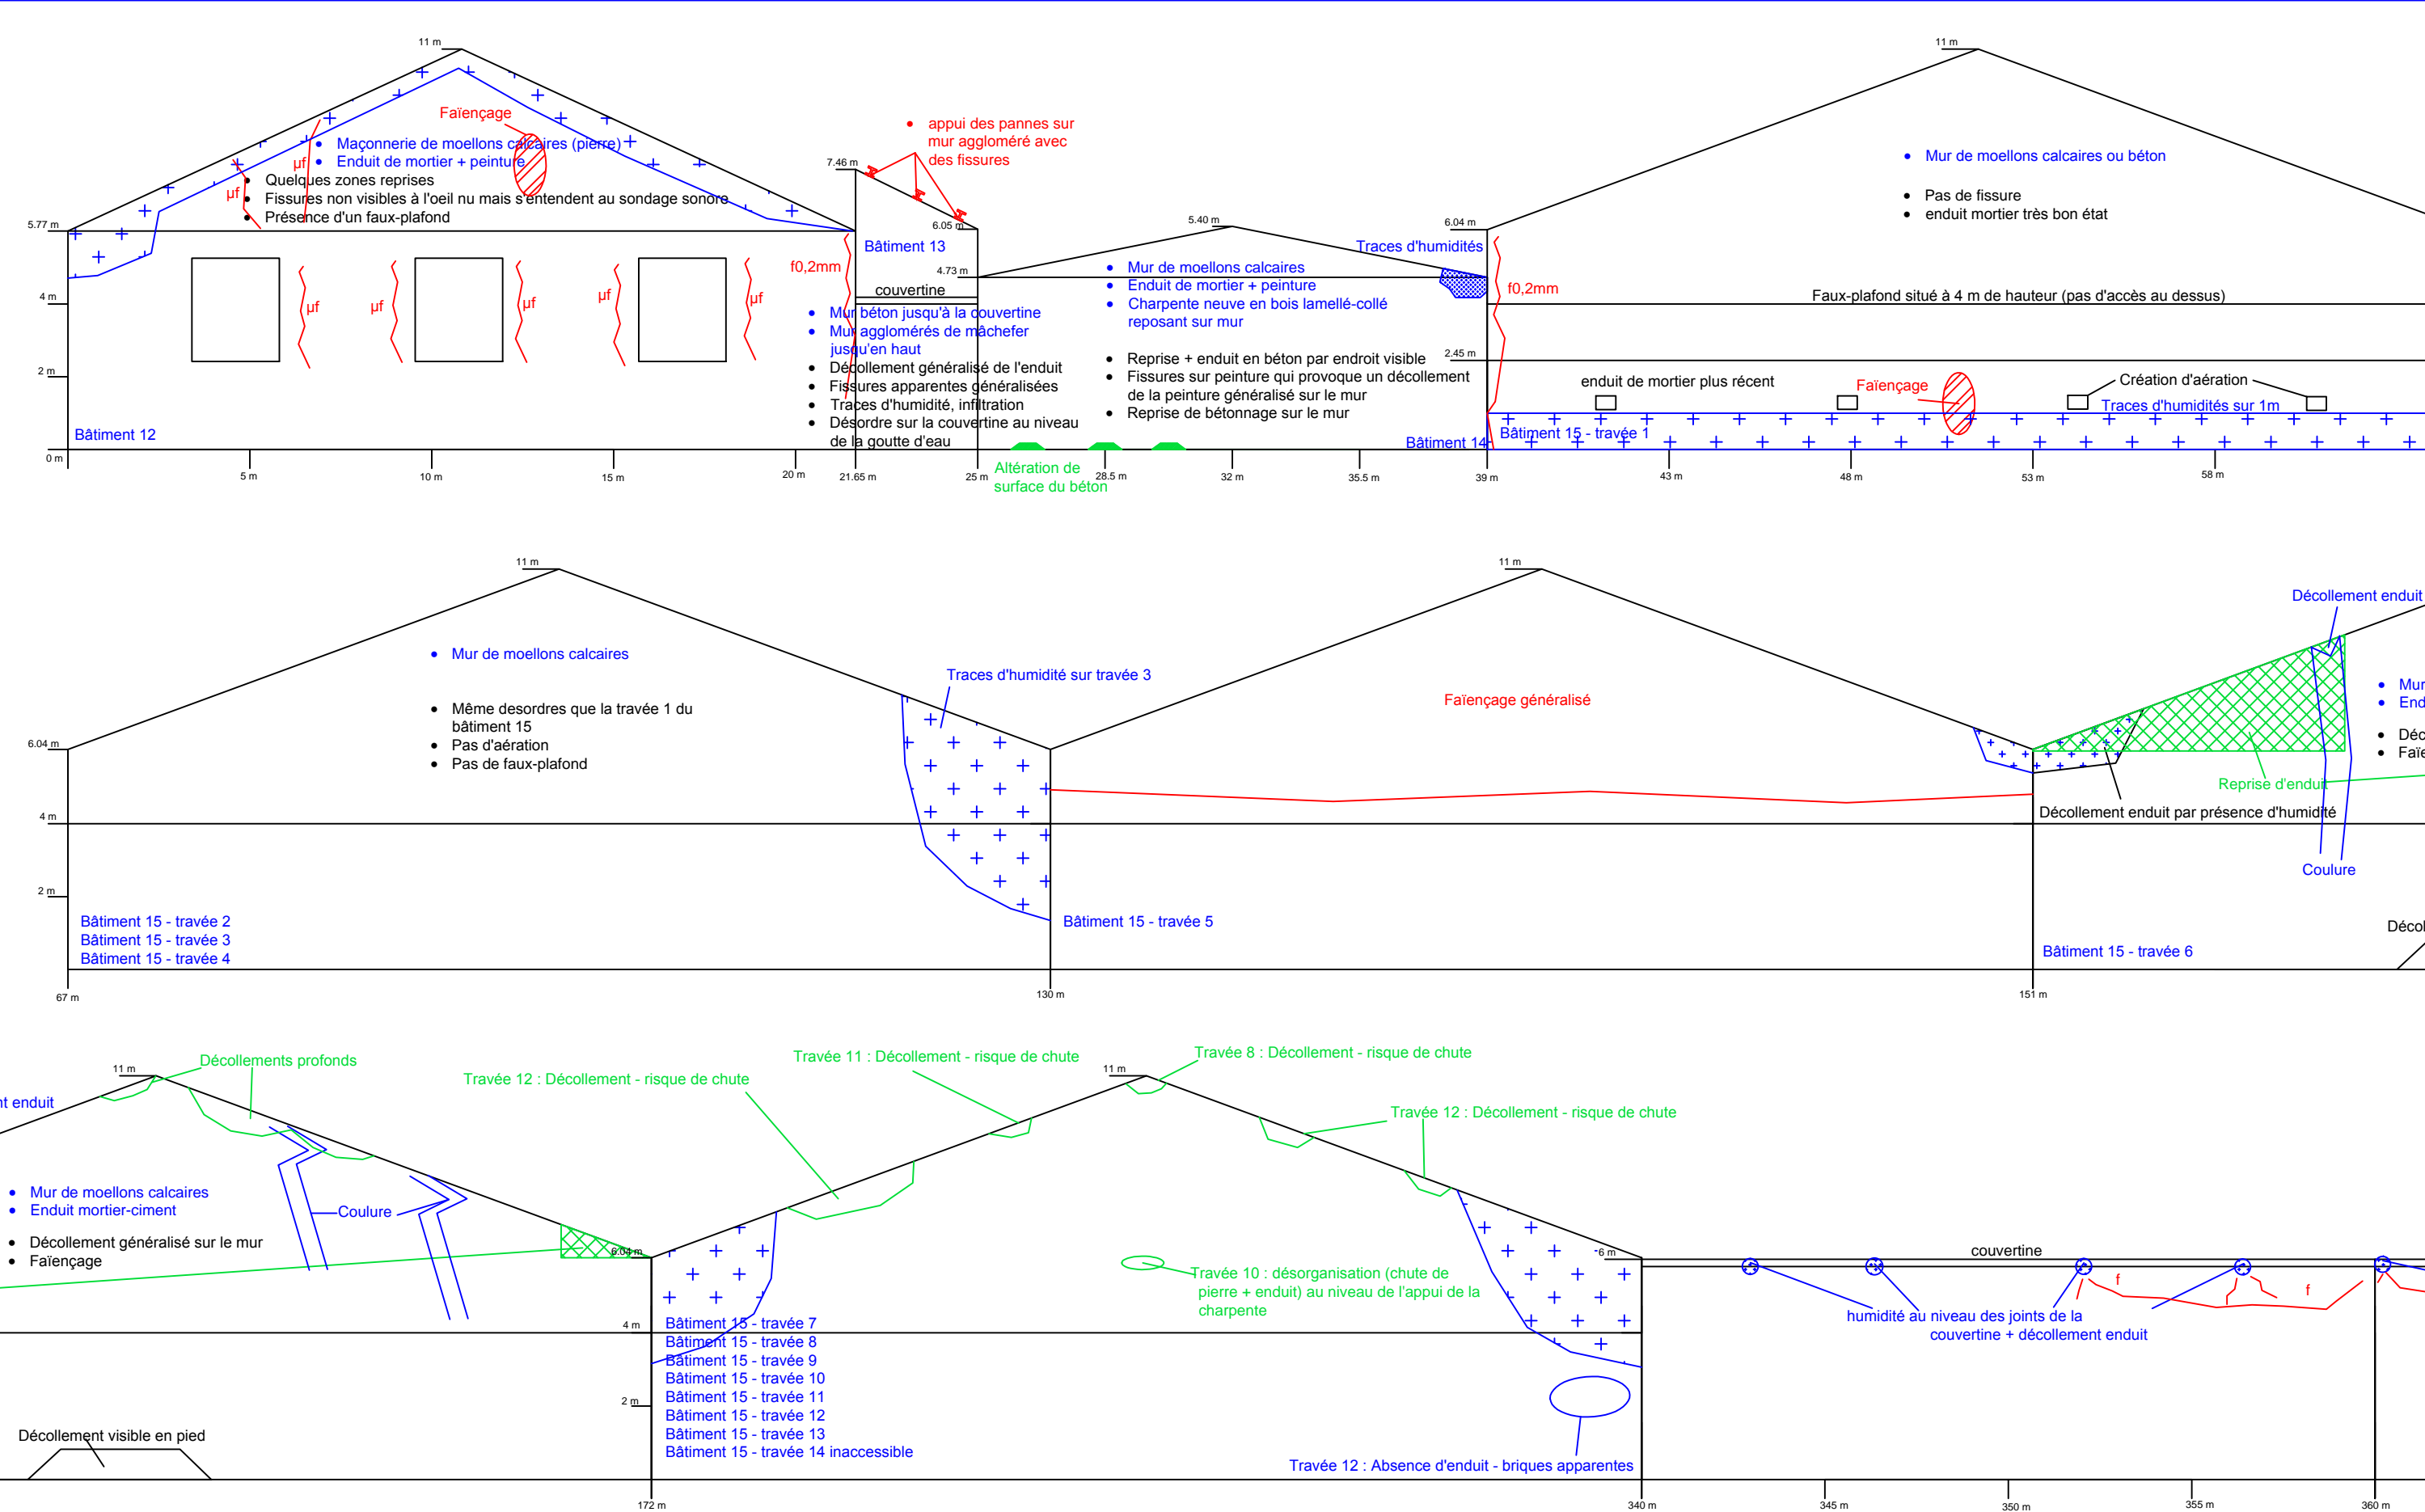 11 m
Faïençage
• Maçonnerie de moellons calcaires (pierre)
• Enduit de mortier + peinture
• Quelques zones reprises
• Fissures non visibles à l'oeil nu mais s'entendent au sondage sonore
• Présence d'un faux-plafond
µf
µf
5.77 m
4 m
2 m
0 m
µf
µf
µf
µf
µf
Bâtiment 12
5 m
10 m
15 m
20 m
21.65 m
• appui des pannes sur
mur aggloméré avec
des fissures
7.46 m
6.05 m
Bâtiment 13
f0,2mm
4.73 m
couvertine
• Mur béton jusqu'à la couvertine
• Mur agglomérés de mâchefer
jusqu'en haut
• Décollement généralisé de l'enduit
• Fissures apparentes généralisées
• Traces d'humidité, infiltration
• Désordre sur la couvertine au niveau
de la goutte d'eau
25 m
5.40 m
Traces d'humidités
• Mur de moellons calcaires
• Enduit de mortier + peinture
• Charpente neuve en bois lamellé-collé
reposant sur mur
• Reprise + enduit en béton par endroit visible
• Fissures sur peinture qui provoque un décollement
de la peinture généralisé sur le mur
• Reprise de bétonnage sur le mur
Bâtiment 14
Altération de
surface du béton
28.5 m
32 m
35.5 m
39 m
11 m
6.04 m
• Mur de moellons calcaires ou béton
• Pas de fissure
• enduit mortier très bon état
f0,2mm
Faux-plafond situé à 4 m de hauteur (pas d'accès au dessus)
2.45 m
enduit de mortier plus récent
Faïençage
Création d'aération
Traces d'humidités sur 1m
Bâtiment 15 - travée 1
43 m
48 m
53 m
58 m
11 m
• Mur de moellons calcaires
• Même desordres que la travée 1 du
bâtiment 15
• Pas d'aération
• Pas de faux-plafond
6.04 m
4 m
2 m
Traces d'humidité sur travée 3
Bâtiment 15 - travée 2
Bâtiment 15 - travée 3
Bâtiment 15 - travée 4
67 m
11 m
Faïençage généralisé
Bâtiment 15 - travée 5
130 m
Décollement enduit
• Mur
• End
• Déc
• Faïe
Reprise d'enduit
Décollement enduit par présence d'humidité
Coulure
Décol
Bâtiment 15 - travée 6
151 m
11 m
Décollements profonds
nt enduit
• Mur de moellons calcaires
• Enduit mortier-ciment
• Décollement généralisé sur le mur
• Faïençage
Coulure
Décollement visible en pied
Travée 11 : Décollement - risque de chute
Travée 12 : Décollement - risque de chute
11 m
Travée 8 : Décollement - risque de chute
Travée 12 : Décollement - risque de chute
6.04 m
4 m
2 m
Travée 10 : désorganisation (chute de
pierre + enduit) au niveau de l'appui de la
charpente
Bâtiment 15 - travée 7
Bâtiment 15 - travée 8
Bâtiment 15 - travée 9
Bâtiment 15 - travée 10
Bâtiment 15 - travée 11
Bâtiment 15 - travée 12
Bâtiment 15 - travée 13
Bâtiment 15 - travée 14 inaccessible
Travée 12 : Absence d'enduit - briques apparentes
172 m
6 m
couvertine
f
f
humidité au niveau des joints de la
couvertine + décollement enduit
340 m
345 m
350 m
355 m
360 m